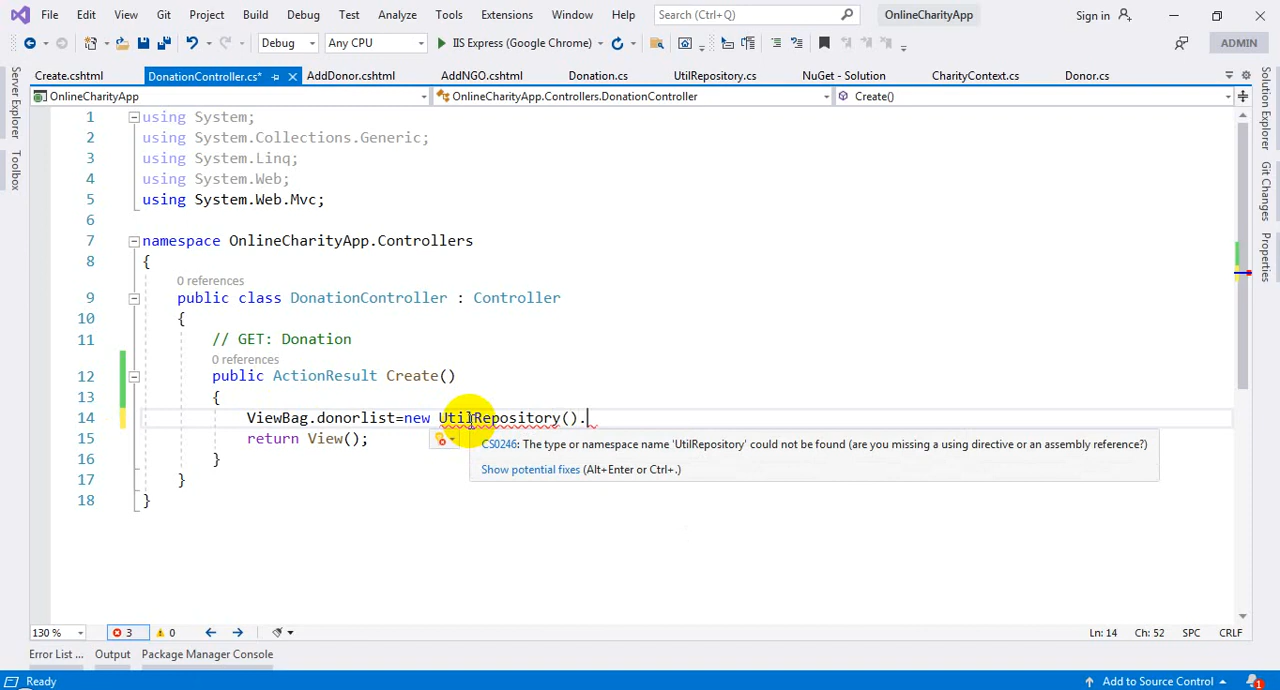 File Edit View Git Project Build Debug Test Analyze Tools Extensions Window Help Search (Ctrl+Q) OnlineCharityApp Sign in
Debug Any CPU IIS Express (Google Chrome) ADMIN
Create.cshtml DonationController.cs* AddDonor.cshtml AddNGO.cshtml Donation.cs UtilRepository.cs NuGet - Solution CharityContext.cs Donor.cs
OnlineCharityApp OnlineCharityApp.Controllers.DonationController Create()
Server Explorer
Toolbox
Solution Explorer
Git Changes
Properties
1 using System;
2 using System.Collections.Generic;
3 using System.Linq;
4 using System.Web;
5 using System.Web.Mvc;
6
7 namespace OnlineCharityApp.Controllers
8 {
0 references
9 public class DonationController : Controller
10 {
11 // GET: Donation
0 references
12 public ActionResult Create()
13 {
14 ViewBag.donorlist=new UtilRepository().
15 return View();
16 }
17 }
18 }
CS0246: The type or namespace name 'UtilRepository' could not be found (are you missing a using directive or an assembly reference?)
Show potential fixes (Alt+Enter or Ctrl+.)
130 % 3 0 Ln: 14 Ch: 52 SPC CRLF
Error List ... Output Package Manager Console
Ready Add to Source Control 1